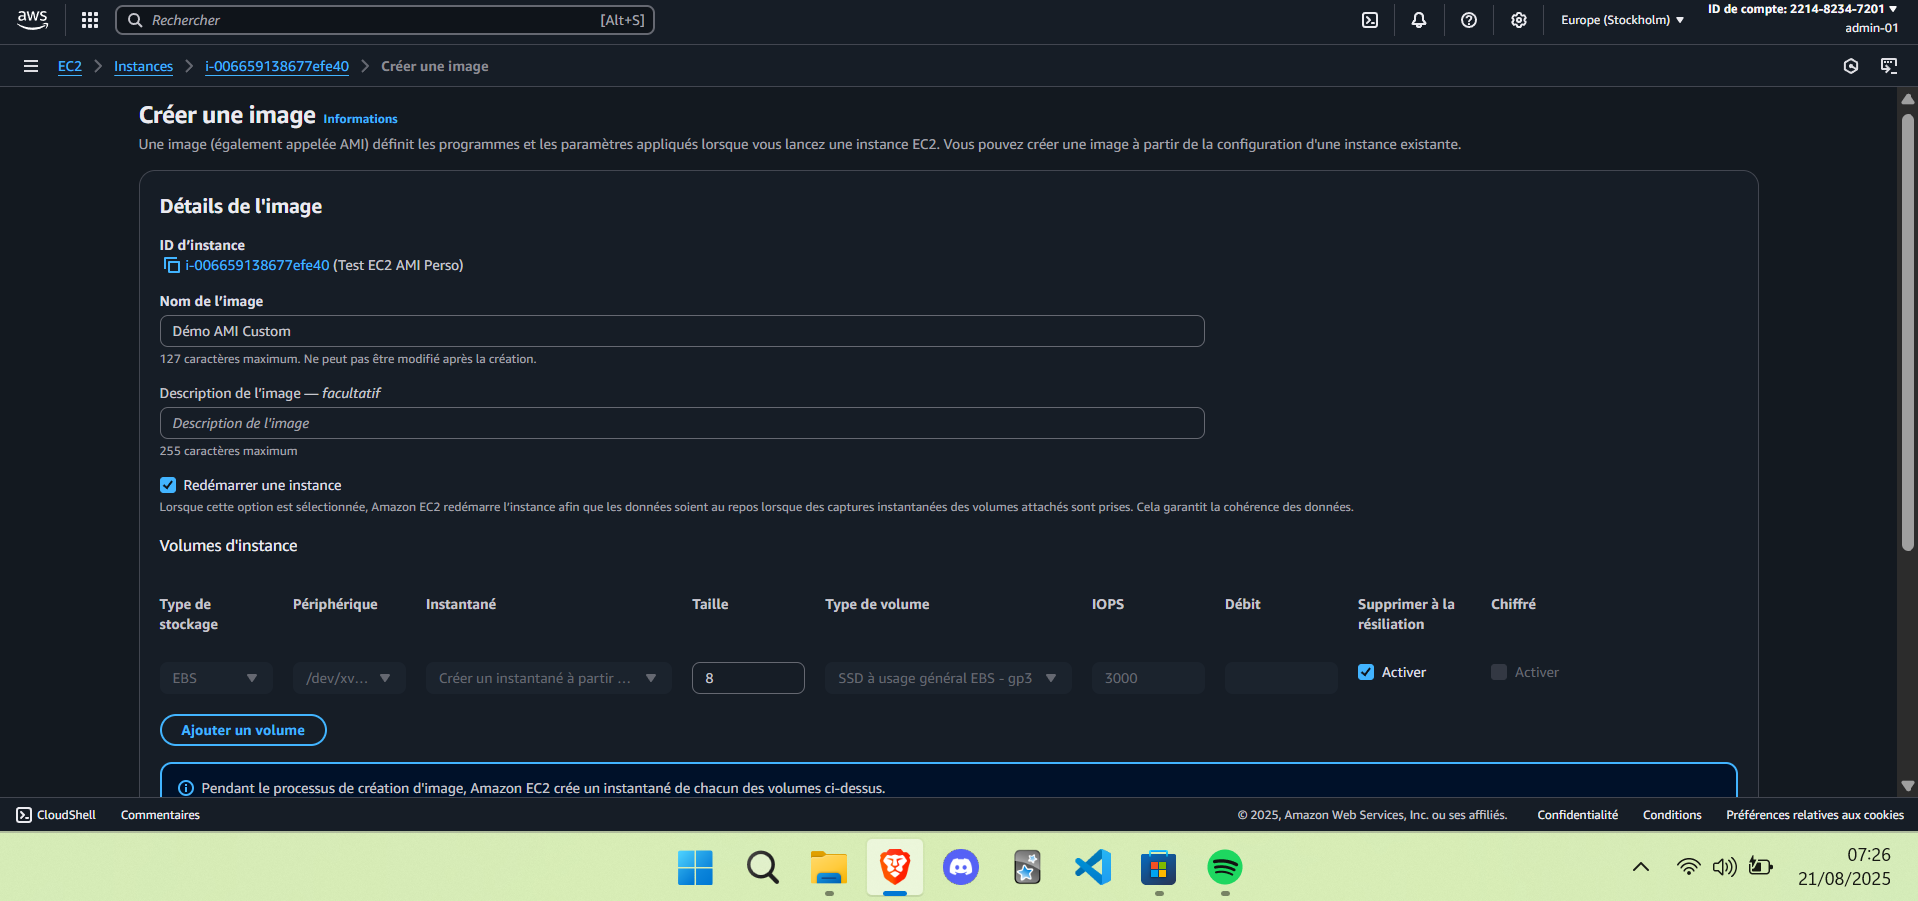 aws
Rechercher [Alt+S]
Europe (Stockholm)
ID de compte: 2214-8234-7201
admin-01
EC2 Instances i-006659138677efe40 Créer une image
Créer une image Informations
Une image (également appelée AMI) définit les programmes et les paramètres appliqués lorsque vous lancez une instance EC2. Vous pouvez créer une image à partir de la configuration d'une instance existante.
Détails de l'image
ID d’instance
i-006659138677efe40 (Test EC2 AMI Perso)
Nom de l’image
Démo AMI Custom
127 caractères maximum. Ne peut pas être modifié après la création.
Description de l’image — facultatif
Description de l'image
255 caractères maximum
Redémarrer une instance
Lorsque cette option est sélectionnée, Amazon EC2 redémarre l’instance afin que les données soient au repos lorsque des captures instantanées des volumes attachés sont prises. Cela garantit la cohérence des données.
Volumes d'instance
Type de stockage Périphérique Instantané Taille Type de volume IOPS Débit Supprimer à la résiliation Chiffré
EBS /dev/xv... Créer un instantané à partir ... 8 SSD à usage général EBS - gp3 3000 Activer Activer
Ajouter un volume
Pendant le processus de création d'image, Amazon EC2 crée un instantané de chacun des volumes ci-dessus.
CloudShell Commentaires © 2025, Amazon Web Services, Inc. ou ses affiliés. Confidentialité Conditions Préférences relatives aux cookies
07:26
21/08/2025